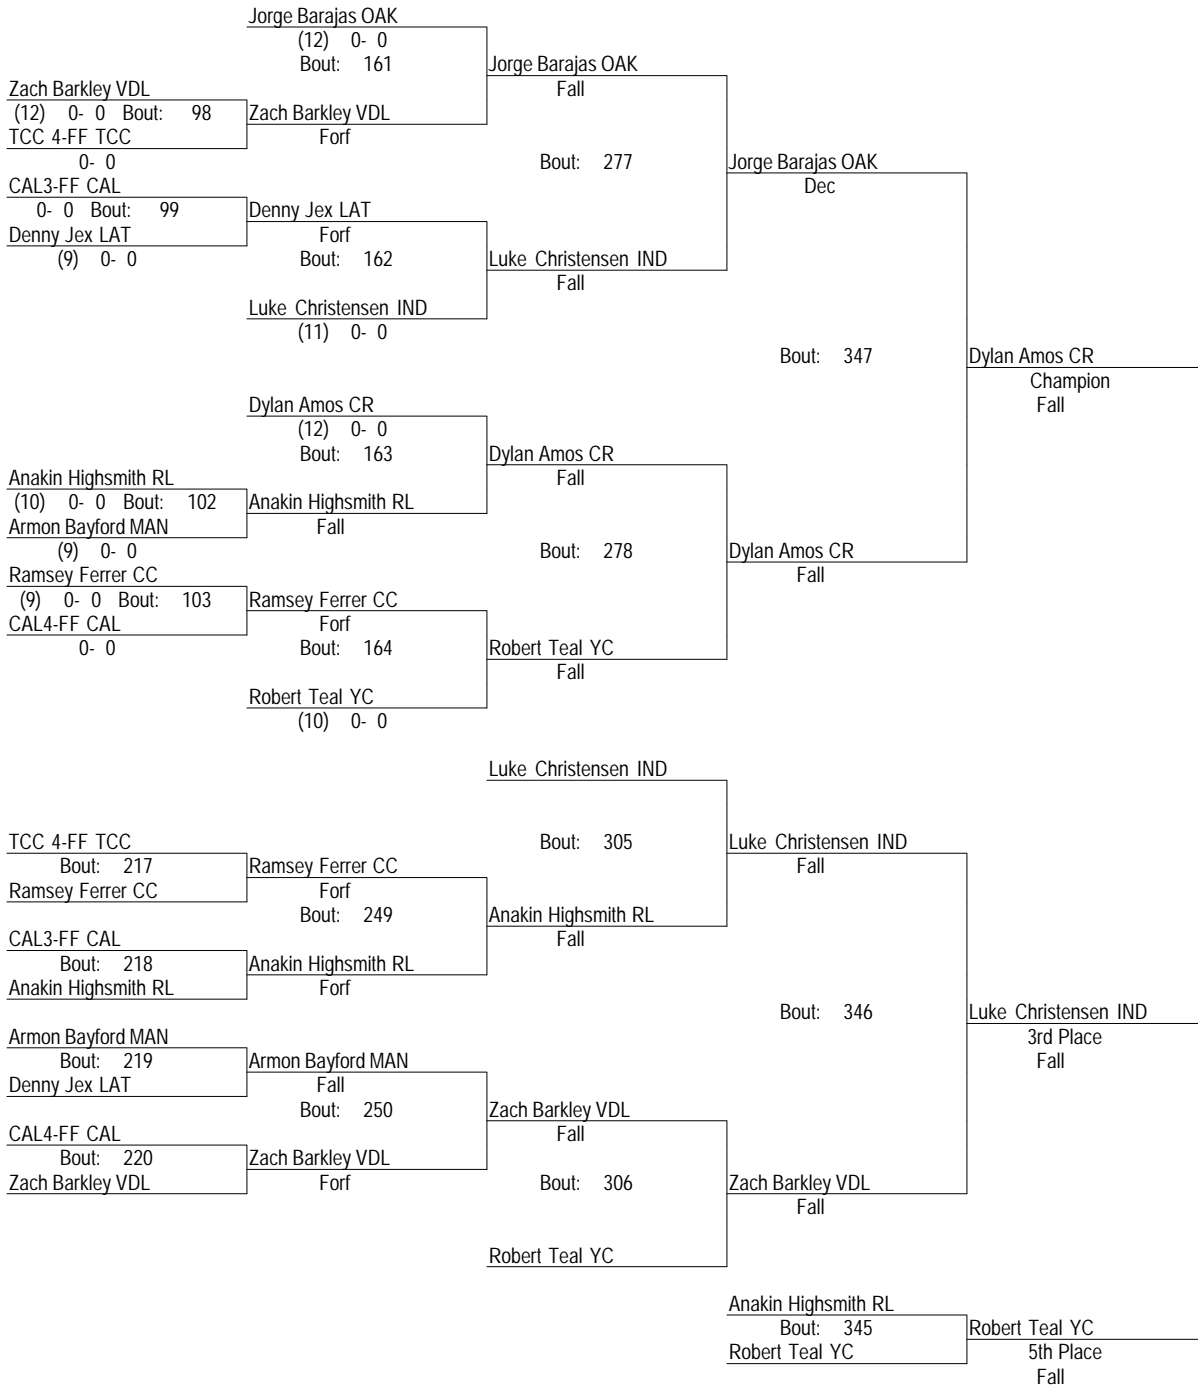 Jorge Barajas OAK
(12) 0- 0
Bout: 161
Jorge Barajas OAK
Fall
Zach Barkley VDL
(12) 0- 0 Bout: 98
Zach Barkley VDL
TCC 4-FF TCC
Forf
0- 0
Bout: 277
Jorge Barajas OAK
Dec
CAL3-FF CAL
0- 0 Bout: 99
Denny Jex LAT
Denny Jex LAT
Forf
(9) 0- 0
Bout: 162
Luke Christensen IND
Fall
Luke Christensen IND
(11) 0- 0
Bout: 347
Dylan Amos CR
Champion
Fall
Dylan Amos CR
(12) 0- 0
Bout: 163
Dylan Amos CR
Fall
Anakin Highsmith RL
(10) 0- 0 Bout: 102
Anakin Highsmith RL
Armon Bayford MAN
Fall
(9) 0- 0
Bout: 278
Dylan Amos CR
Fall
Ramsey Ferrer CC
(9) 0- 0 Bout: 103
Ramsey Ferrer CC
CAL4-FF CAL
Forf
0- 0
Bout: 164
Robert Teal YC
Fall
Robert Teal YC
(10) 0- 0
Luke Christensen IND
TCC 4-FF TCC
Bout: 305
Luke Christensen IND
Fall
Bout: 217
Ramsey Ferrer CC
Ramsey Ferrer CC
Forf
Bout: 249
Anakin Highsmith RL
Fall
CAL3-FF CAL
Bout: 218
Anakin Highsmith RL
Anakin Highsmith RL
Forf
Bout: 346
Luke Christensen IND
3rd Place
Fall
Armon Bayford MAN
Bout: 219
Armon Bayford MAN
Denny Jex LAT
Fall
Bout: 250
Zach Barkley VDL
Fall
CAL4-FF CAL
Bout: 220
Zach Barkley VDL
Zach Barkley VDL
Forf
Bout: 306
Zach Barkley VDL
Fall
Robert Teal YC
Anakin Highsmith RL
Bout: 345
Robert Teal YC
Robert Teal YC
5th Place
Fall